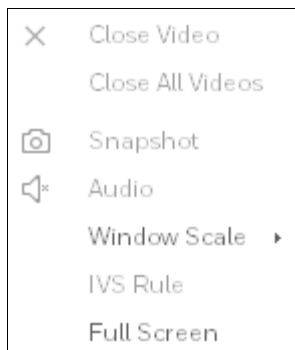 Close Video
Close All Videos
Snapshot
Audio
Window Scale
IVS Rule
Full Screen